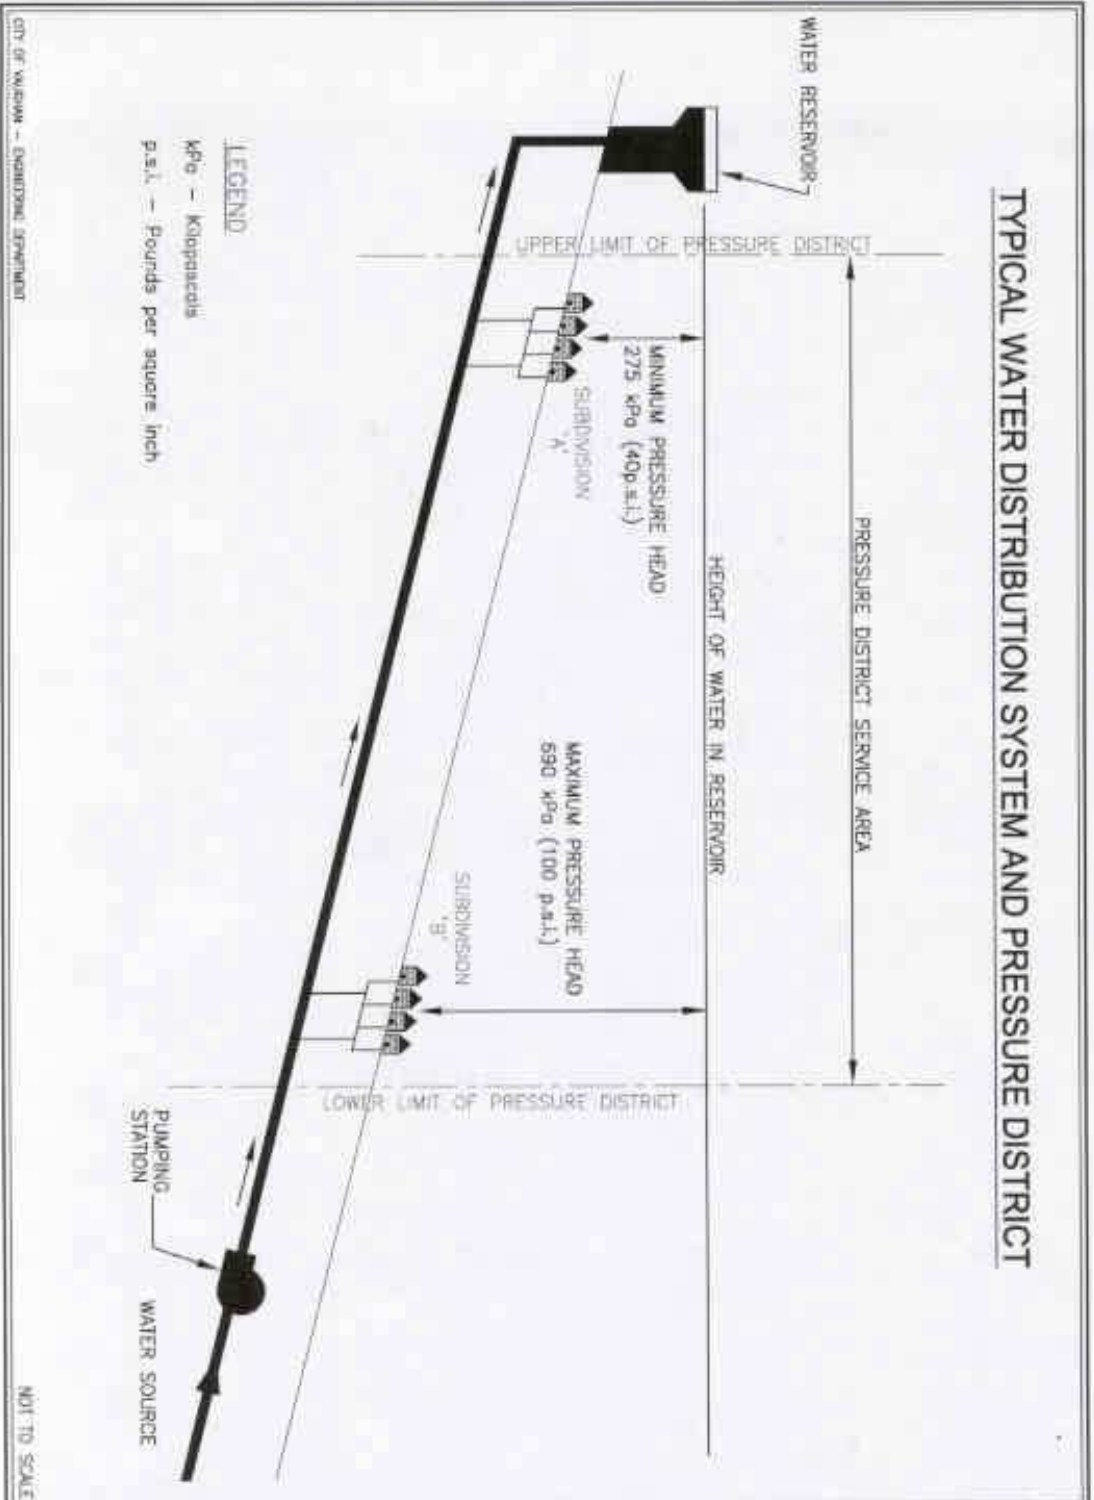 TYPICAL WATER DISTRIBUTION SYSTEM AND PRESSURE DISTRICT
WATER RESERVOIR
PRESSURE DISTRICT SERVICE AREA
UPPER LIMIT OF PRESSURE DISTRICT
HEIGHT OF WATER IN RESERVOIR
MINIMUM PRESSURE HEAD
275 kPa (40p.s.i.)
SUBDIVISION
'A'
MAXIMUM PRESSURE HEAD
690 kPa (100 p.s.i.)
SUBDIVISION
'B'
LOWER LIMIT OF PRESSURE DISTRICT
LEGEND
kPa - Kilopascals
p.s.i. - Pounds per square inch
PUMPING
STATION
WATER SOURCE
CITY OF VAUGHAN - ENGINEERING DEPARTMENT
NOT TO SCALE